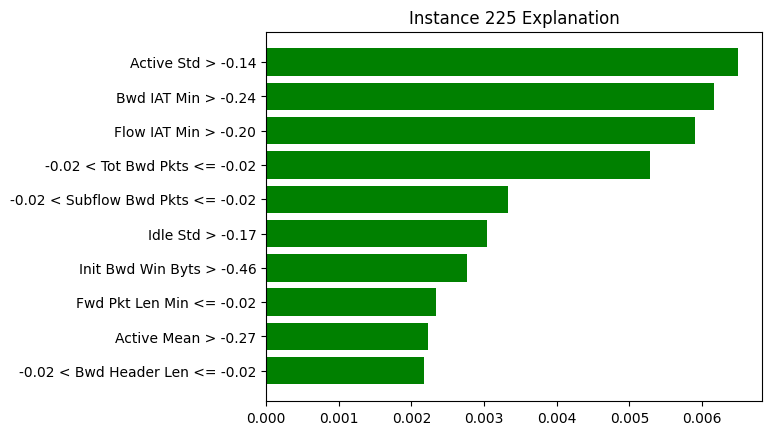 Instance 225 Explanation
Active Std > -0.14
Bwd IAT Min > -0.24
Flow IAT Min > -0.20
-0.02 < Tot Bwd Pkts <= -0.02
-0.02 < Subflow Bwd Pkts <= -0.02
Idle Std > -0.17
Init Bwd Win Byts > -0.46
Fwd Pkt Len Min <= -0.02
Active Mean > -0.27
-0.02 < Bwd Header Len <= -0.02
0.000 0.001 0.002 0.003 0.004 0.005 0.006